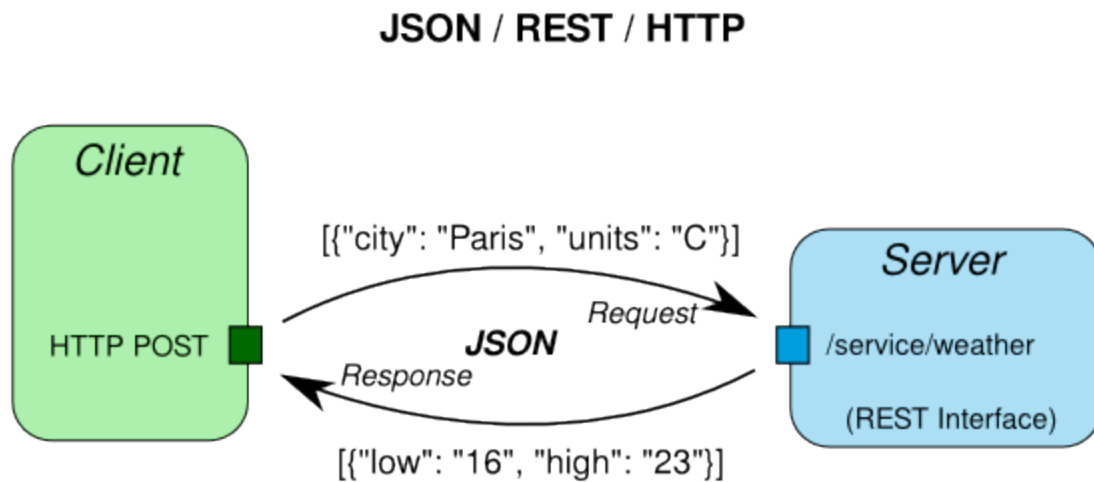 JSON / REST / HTTP
Client
[{"city": "Paris", "units": "C"}]
Server
Request
HTTP POST
JSON
/service/weather
Response
(REST Interface)
[{"low": "16", "high": "23"}]